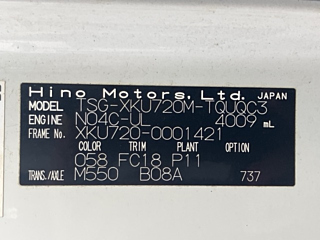 Hino Motors, Ltd. JAPAN
MODEL TSG-XKU720M-TQUQC3
ENGINE N04C-UL 4009 mL
FRAME No. XKU720-0001421
COLOR TRIM PLANT OPTION
058 FC18 P11
TRANS./AXLE M550 B08A 737